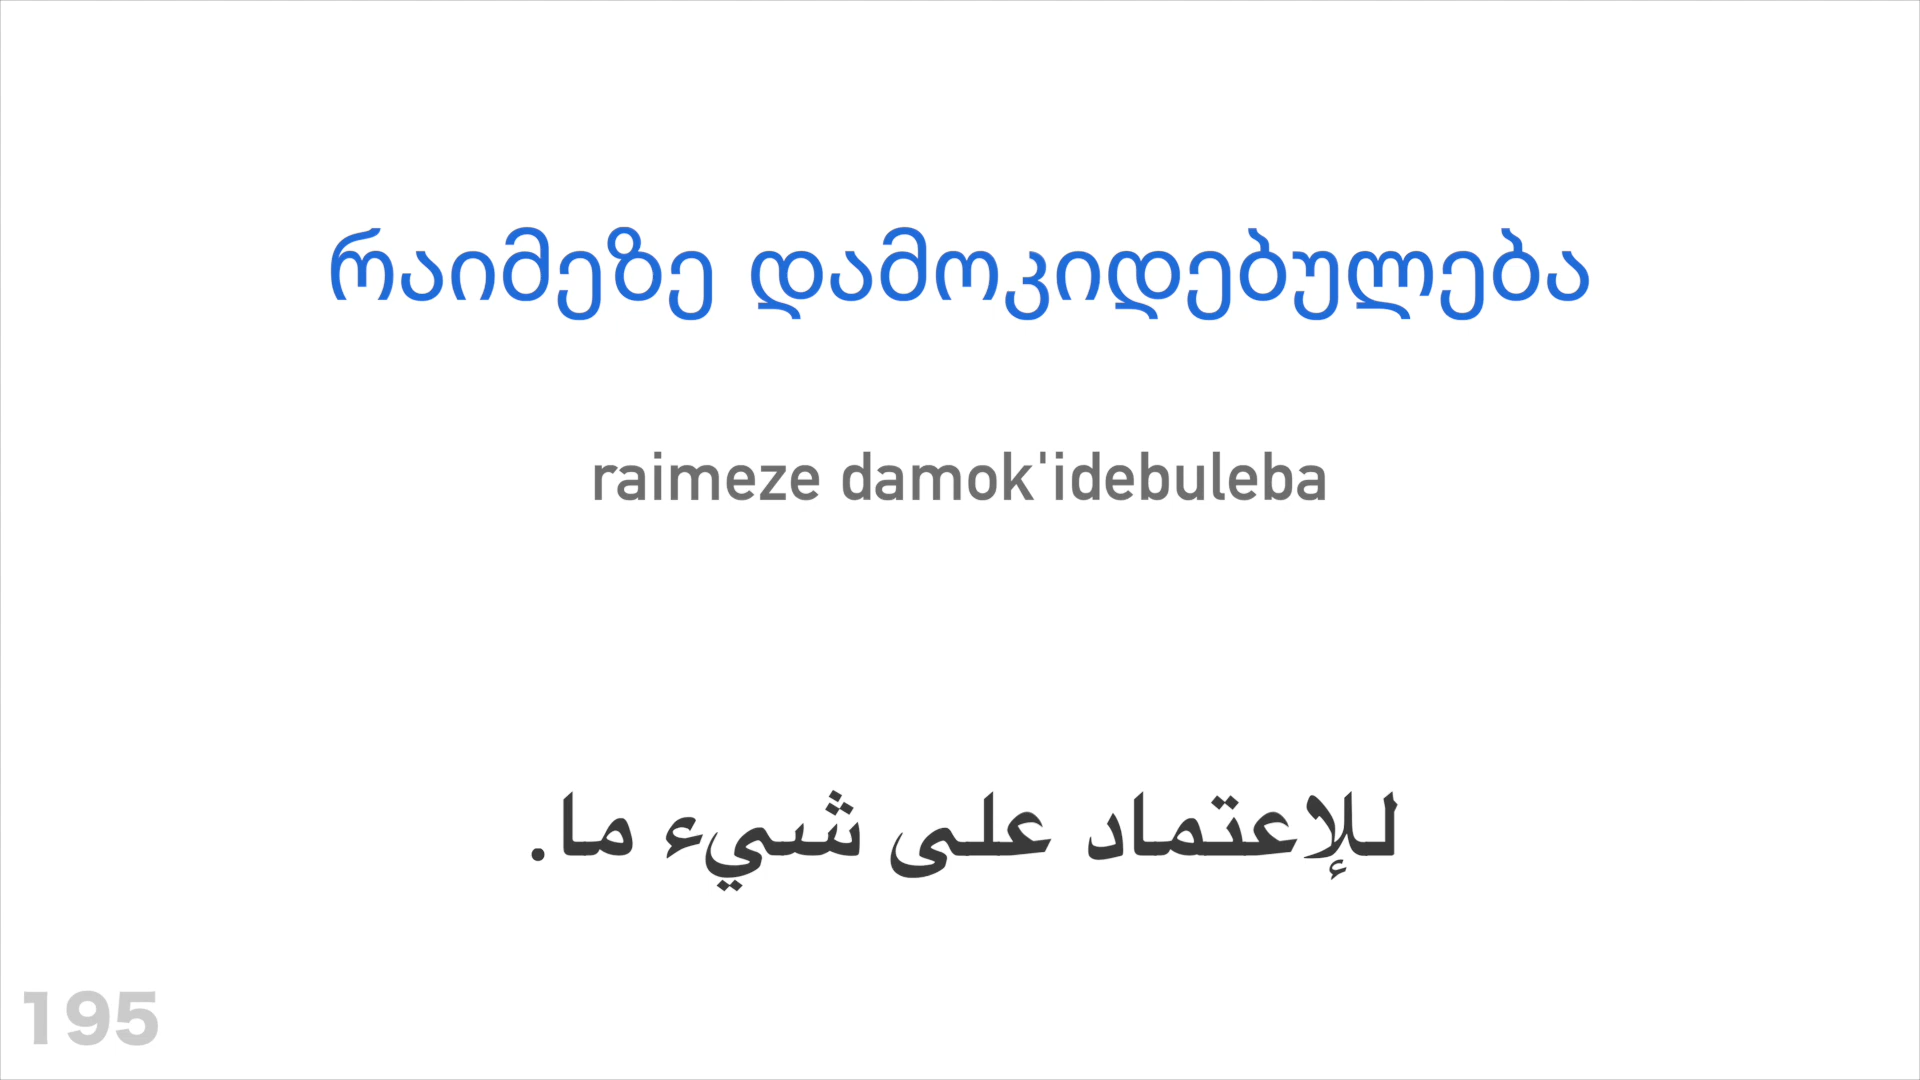 რაიმეზე დამოკიდებულება
raimeze damok'idebuleba
للإعتماد على شيء ما.
195